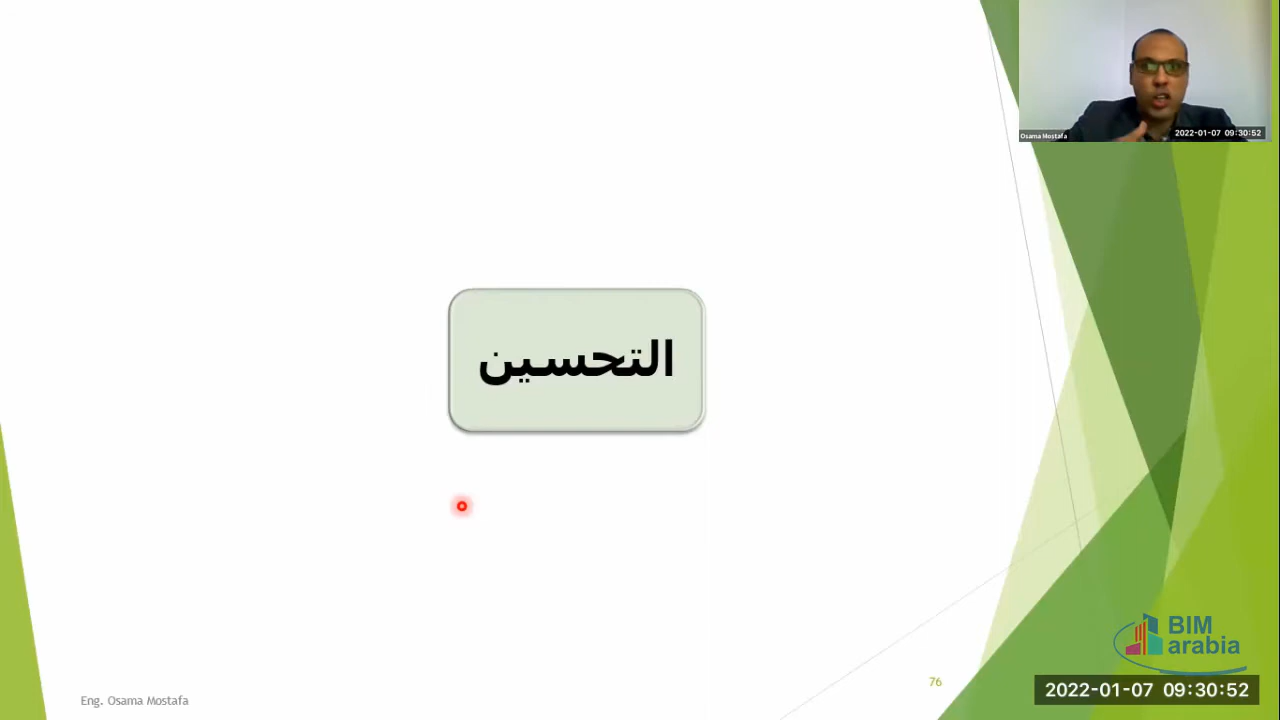 Osama Mostafa
2022-01-07 09:30:52
التحسين
BIM
arabia
76
2022-01-07 09:30:52
Eng. Osama Mostafa